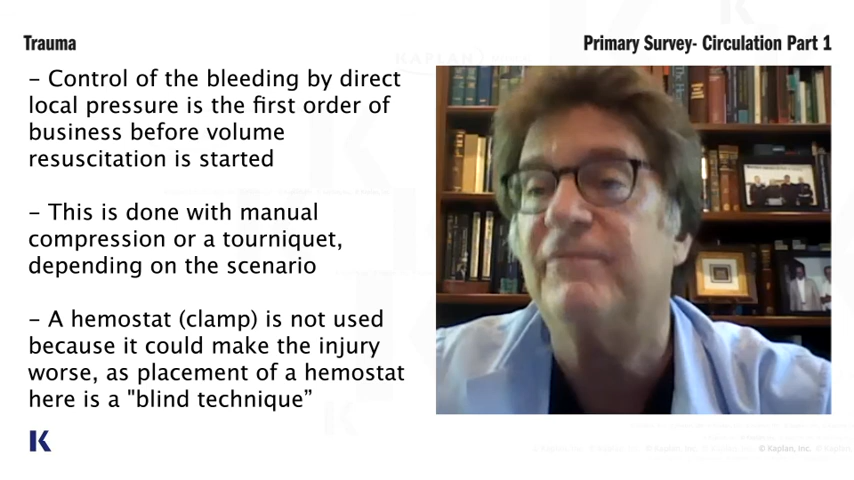 Trauma
Primary Survey- Circulation Part 1
– Control of the bleeding by direct
local pressure is the first order of
business before volume
resuscitation is started
– This is done with manual
compression or a tourniquet,
depending on the scenario
– A hemostat (clamp) is not used
because it could make the injury
worse, as placement of a hemostat
here is a "blind technique”
K
© Kaplan, Inc.